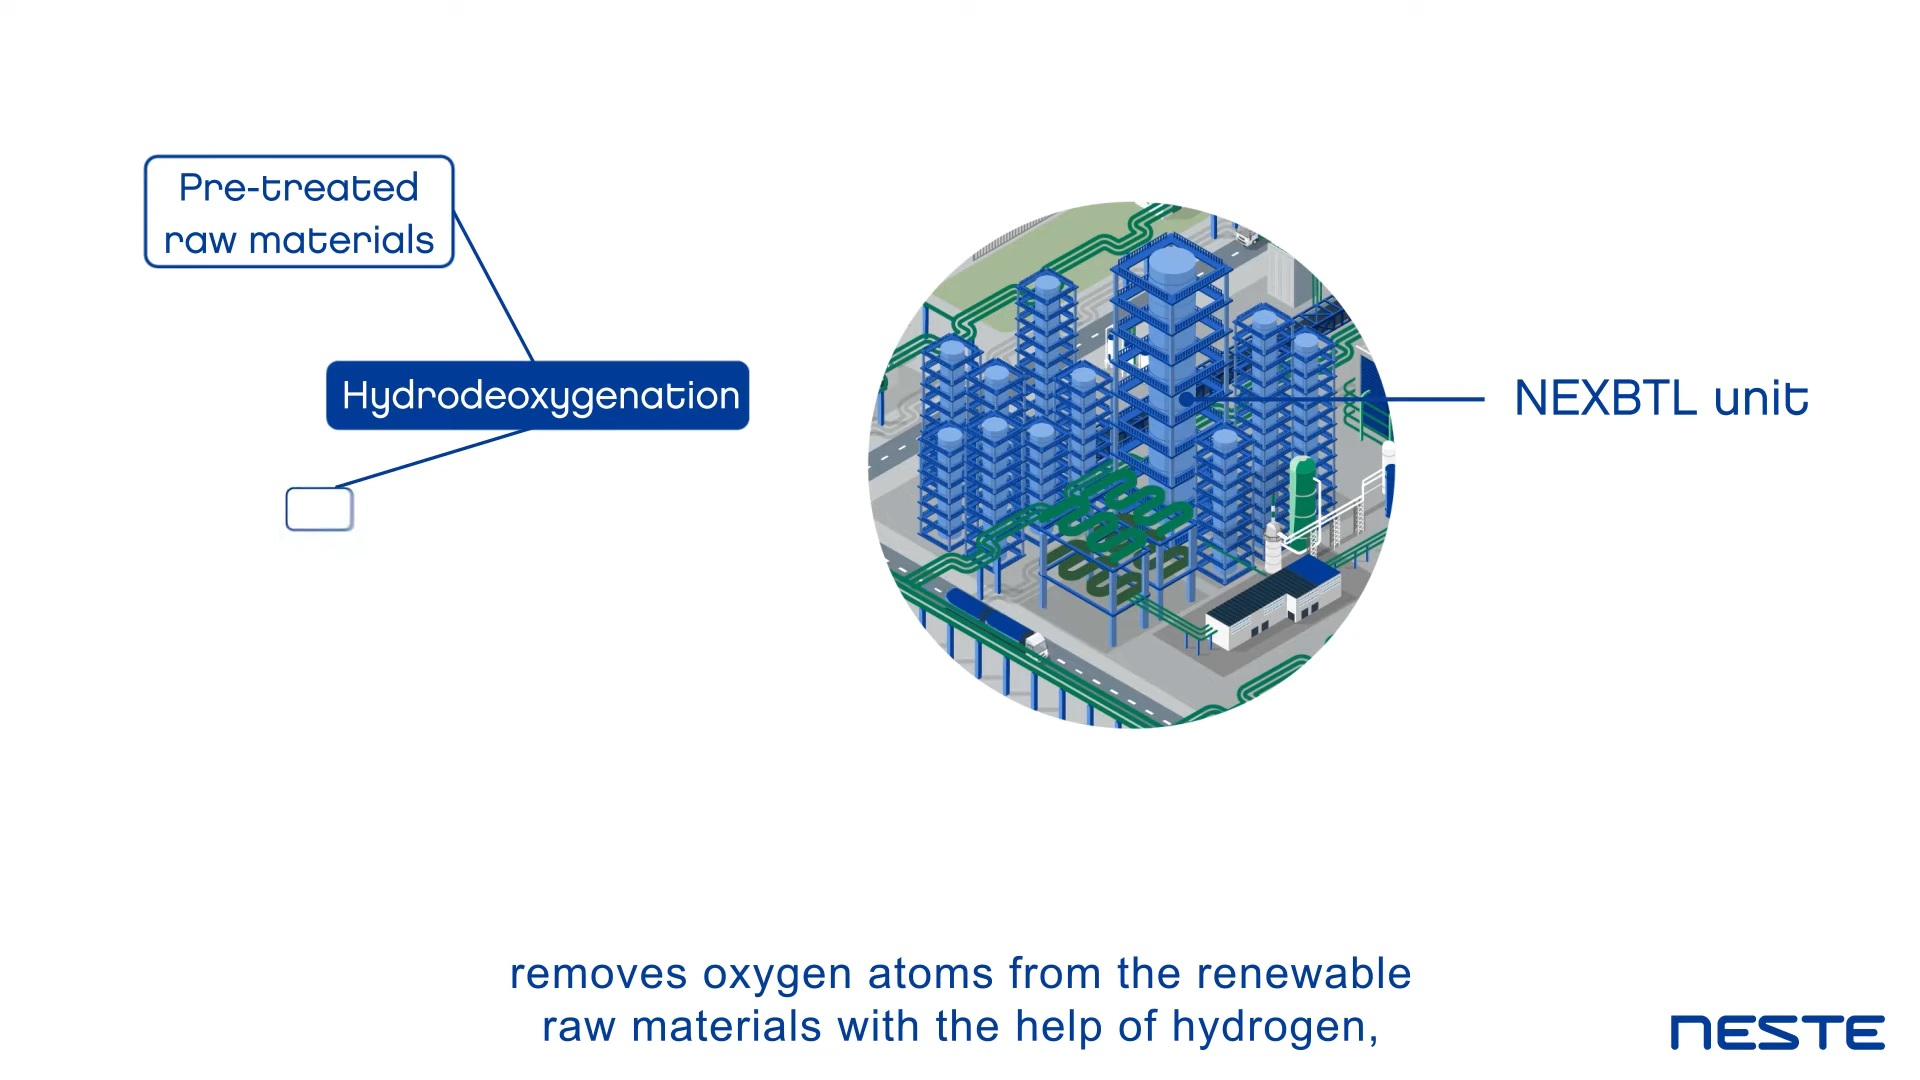 Pre-treated
raw materials
Hydrodeoxygenation
NEXBTL unit
removes oxygen atoms from the renewable
raw materials with the help of hydrogen,
NESTE